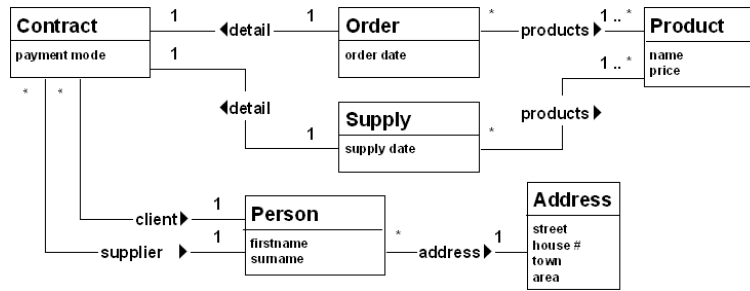 Contract
payment mode
1
◀detail
1
Order
order date
*
products▶
1..*
Product
name
price
1
◀detail
1
Supply
supply date
*
products▶
1 .. *
*
*
client▶
1
supplier ▶
1
Person
firstname
surname
*
address▶
1
Address
street
house #
town
area